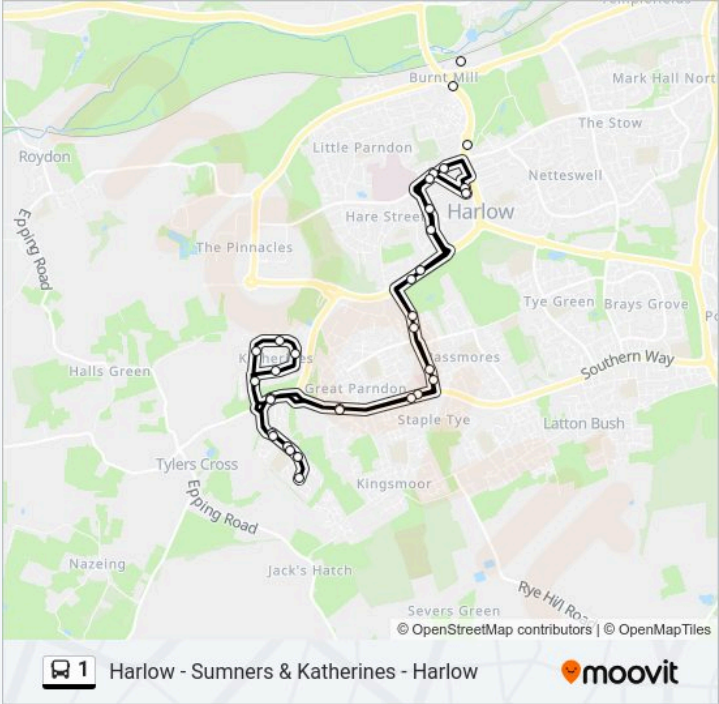 Burnt Mill
Mark Hall Nort
The Stow
Little Parndon
Roydon
Netteswell
Hare Street
Harlow
Epping Road
The Pinnacles
Tye Green
Brays Grove
Halls Green
Southern Way
Great Parndon
Staple Tye
Latton Bush
Tylers Cross
Kingsmoor
Epping Road
Nazeing
Jack's Hatch
Rye Hill Road
Severs Green
© OpenStreetMap contributors | © OpenMapTiles
1 Harlow - Sumners & Katherines - Harlow
moovit